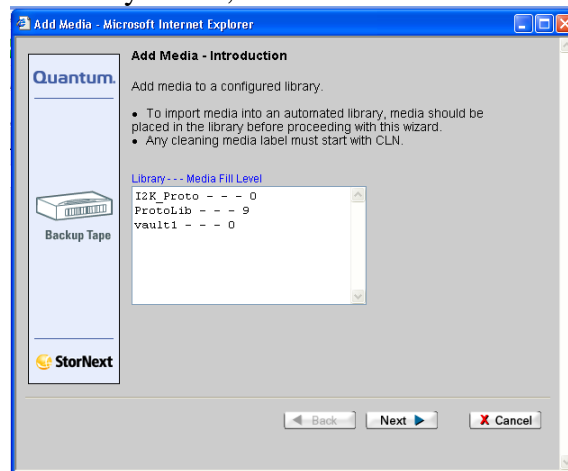 Add Media - Microsoft Internet Explorer
Add Media - Introduction
Quantum.
Add media to a configured library.
• To import media into an automated library, media should be
placed in the library before proceeding with this wizard.
• Any cleaning media label must start with CLN.
Library - - - Media Fill Level
I2K_Proto - - - 0
ProtoLib - - - 9
vault1 - - - 0
Backup Tape
StorNext
Back
Next
X Cancel